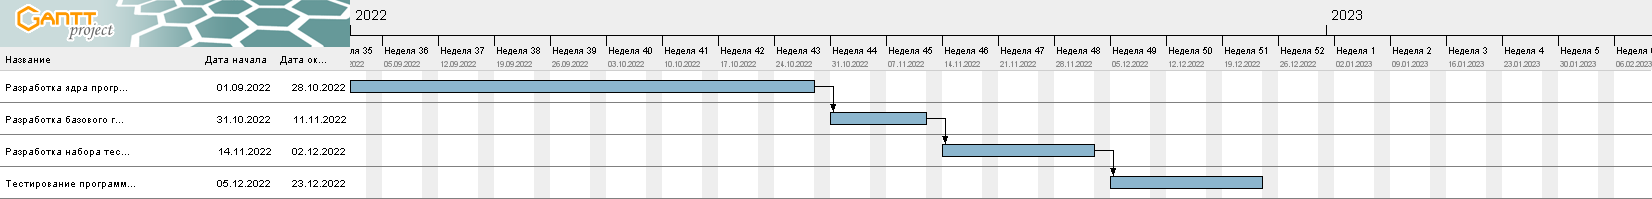 GANTT project
2022 2023
ля 35 Неделя 36 Неделя 37 Неделя 38 Неделя 39 Неделя 40 Неделя 41 Неделя 42 Неделя 43 Неделя 44 Неделя 45 Неделя 46 Неделя 47 Неделя 48 Неделя 49 Неделя 50 Неделя 51 Неделя 52 Неделя 1 Неделя 2 Неделя 3 Неделя 4 Неделя 5 Неделя
Название Дата начала Дата ок...
2022 05.09.2022 12.09.2022 19.09.2022 26.09.2022 03.10.2022 10.10.2022 17.10.2022 24.10.2022 31.10.2022 07.11.2022 14.11.2022 21.11.2022 28.11.2022 05.12.2022 12.12.2022 19.12.2022 26.12.2022 02.01.2023 09.01.2023 16.01.2023 23.01.2023 30.01.2023 06.02.2023
Разработка ядра прогр... 01.09.2022 28.10.2022
Разработка базового г... 31.10.2022 11.11.2022
Разработка набора тес... 14.11.2022 02.12.2022
Тестирование программ... 05.12.2022 23.12.2022